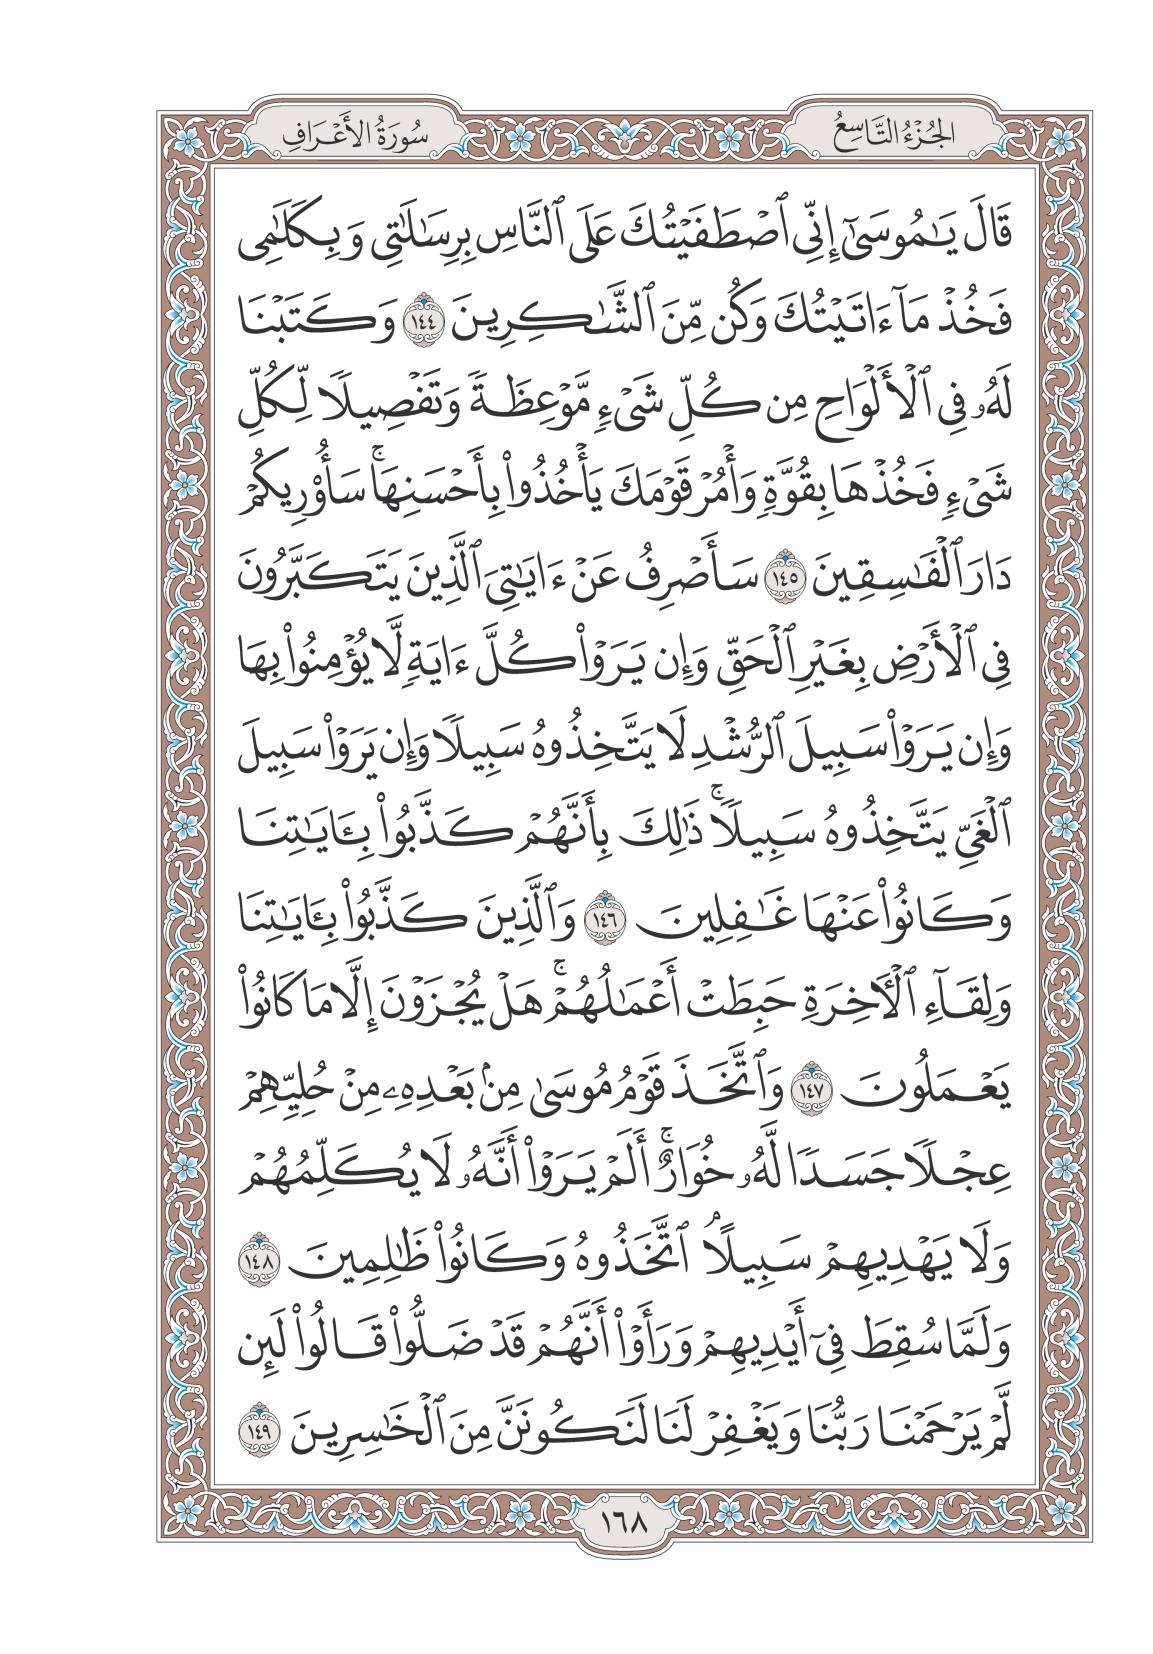 الجُزْءُ التَّاسِعُ
سُورَةُ الأَعْرَافِ
قَالَ يَٰمُوسَىٰٓ إِنِّي ٱصۡطَفَيۡتُكَ عَلَى ٱلنَّاسِ بِرِسَٰلَٰتِي وَبِكَلَٰمِي
فَخُذۡ مَآ ءَاتَيۡتُكَ وَكُن مِّنَ ٱلشَّٰكِرِينَ ١٤٤ وَكَتَبۡنَا
لَهُۥ فِي ٱلۡأَلۡوَاحِ مِن كُلِّ شَيۡءٖ مَّوۡعِظَةٗ وَتَفۡصِيلٗا لِّكُلِّ
شَيۡءٖ فَخُذۡهَا بِقُوَّةٖ وَأۡمُرۡ قَوۡمَكَ يَأۡخُذُواْ بِأَحۡسَنِهَاۚ سَأُوْرِيكُمۡ
دَارَ ٱلۡفَٰسِقِينَ ١٤٥ سَأَصۡرِفُ عَنۡ ءَايَٰتِيَ ٱلَّذِينَ يَتَكَبَّرُونَ
فِي ٱلۡأَرۡضِ بِغَيۡرِ ٱلۡحَقِّ وَإِن يَرَوۡاْ كُلَّ ءَايَةٖ لَّا يُؤۡمِنُواْ بِهَا
وَإِن يَرَوۡاْ سَبِيلَ ٱلرُّشۡدِ لَا يَتَّخِذُوهُ سَبِيلٗا وَإِن يَرَوۡاْ سَبِيلَ
ٱلۡغَيِّ يَتَّخِذُوهُ سَبِيلٗاۚ ذَٰلِكَ بِأَنَّهُمۡ كَذَّبُواْ بِـَٔايَٰتِنَا
وَكَانُواْ عَنۡهَا غَٰفِلِينَ ١٤٦ وَٱلَّذِينَ كَذَّبُواْ بِـَٔايَٰتِنَا
وَلِقَآءِ ٱلۡأٓخِرَةِ حَبِطَتۡ أَعۡمَٰلُهُمۡۚ هَلۡ يُجۡزَوۡنَ إِلَّا مَا كَانُواْ
يَعۡمَلُونَ ١٤٧ وَٱتَّخَذَ قَوۡمُ مُوسَىٰ مِنۢ بَعۡدِهِۦ مِنۡ حُلِيِّهِمۡ
عِجۡلٗا جَسَدٗا لَّهُۥ خُوَارٌۚ أَلَمۡ يَرَوۡاْ أَنَّهُۥ لَا يُكَلِّمُهُمۡ
وَلَا يَهۡدِيهِمۡ سَبِيلًاۘ ٱتَّخَذُوهُ وَكَانُواْ ظَٰلِمِينَ ١٤٨
وَلَمَّا سُقِطَ فِيٓ أَيۡدِيهِمۡ وَرَأَوۡاْ أَنَّهُمۡ قَدۡ ضَلُّواْ قَالُواْ لَئِن
لَّمۡ يَرۡحَمۡنَا رَبُّنَا وَيَغۡفِرۡ لَنَا لَنَكُونَنَّ مِنَ ٱلۡخَٰسِرِينَ ١٤٩
١٦٨